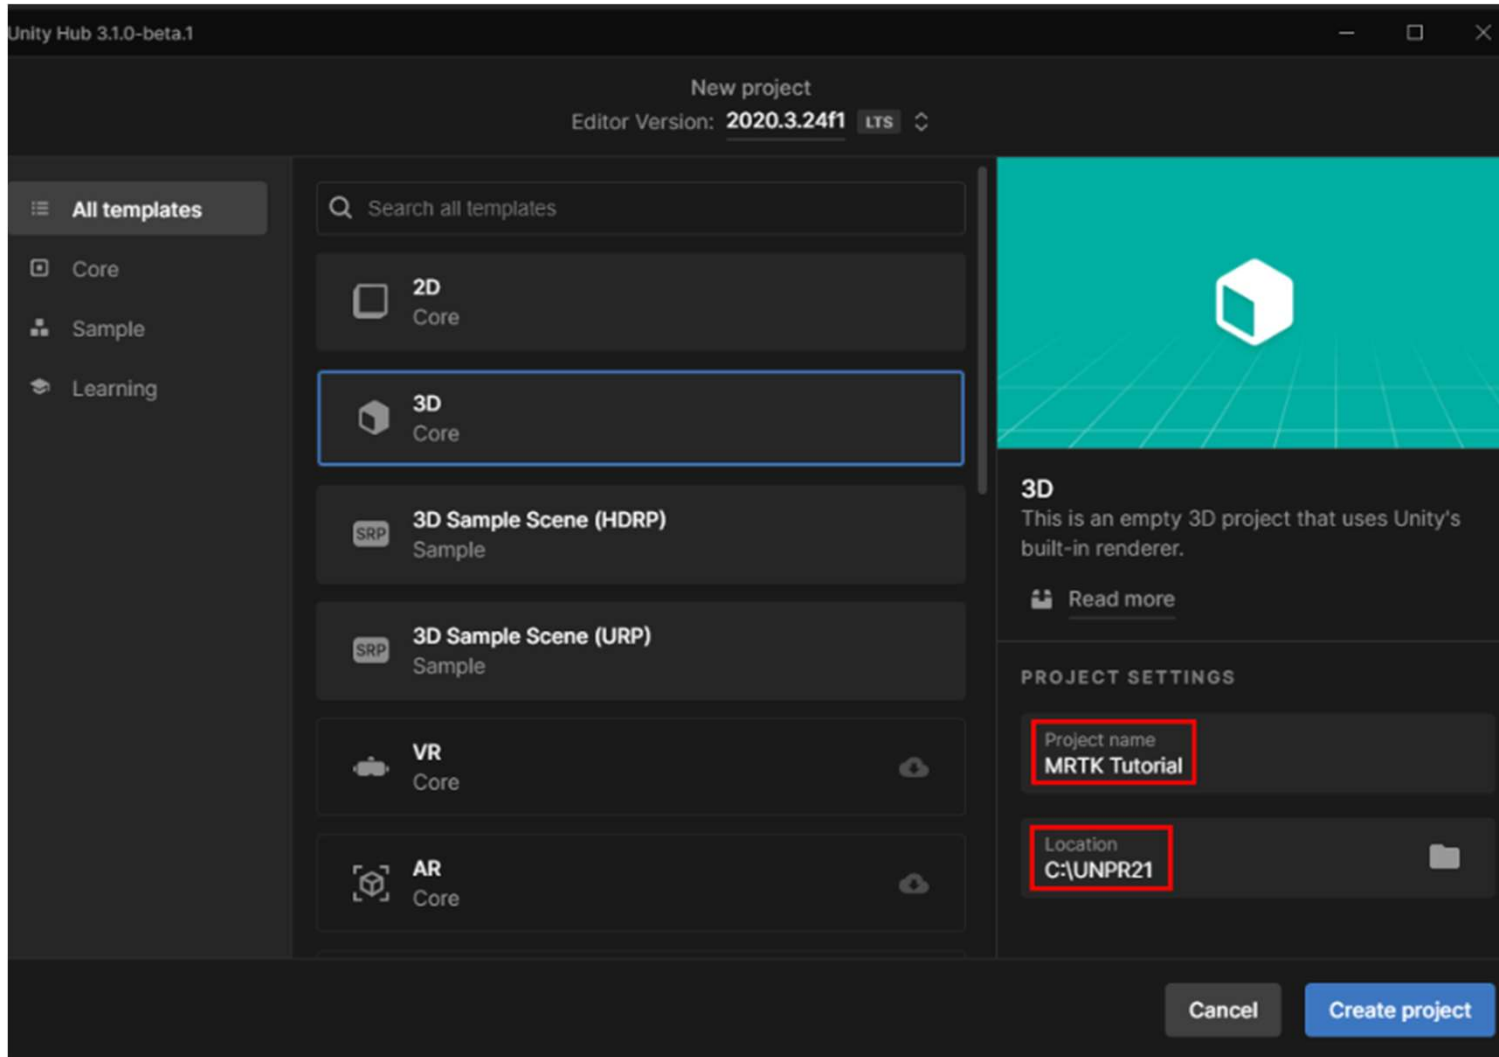 Unity Hub 3.1.0-beta.1
New project
Editor Version: 2020.3.24f1 LTS
All templates
Core
Sample
Learning
Search all templates
2D
Core
3D
Core
SRP
3D Sample Scene (HDRP)
Sample
SRP
3D Sample Scene (URP)
Sample
VR
Core
AR
Core
3D
This is an empty 3D project that uses Unity's
built-in renderer.
Read more
PROJECT SETTINGS
Project name
MRTK Tutorial
Location
C:\UNPR21
Cancel
Create project